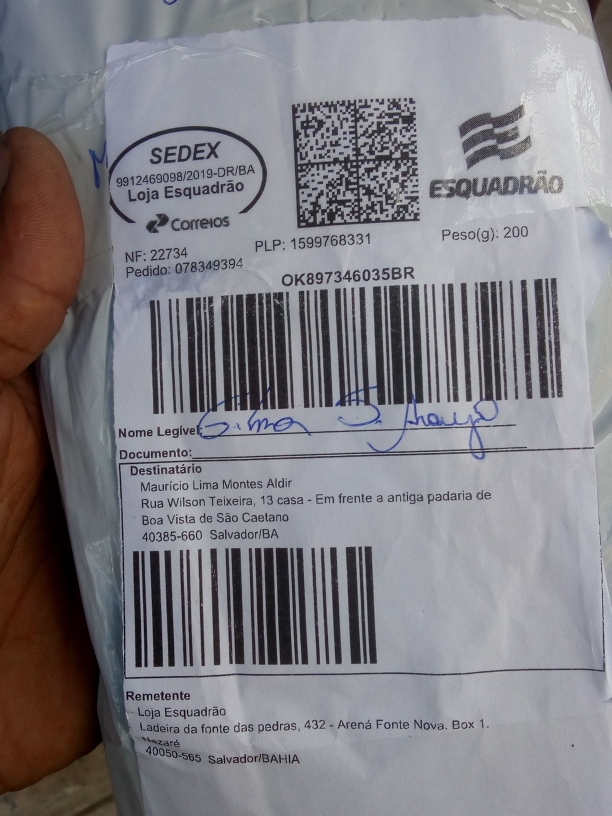 SEDEX
9912469098/2019-DR/BA
Loja Esquadrão
Correios
ESQUADRÃO
NF: 22734
PLP: 1599768331
Peso(g): 200
Pedido: 078349394
OK897346035BR
Nome Legível: Gilma S. Araujo
Documento:
Destinatário
Maurício Lima Montes Aldir
Rua Wilson Teixeira, 13 casa - Em frente a antiga padaria de
Boa Vista de São Caetano
40385-660 Salvador/BA
Remetente
Loja Esquadrão
Ladeira da fonte das pedras, 432 - Arená Fonte Nova. Box 1.
Nazaré
40050-565 Salvador/BAHIA